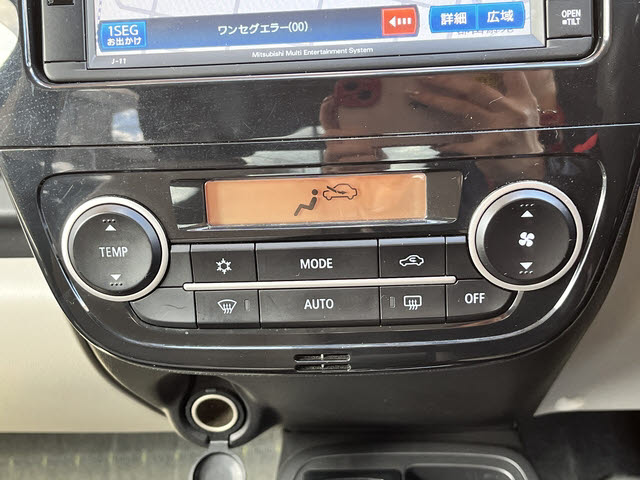 1SEG
お出かけ
ワンセグエラー(00)
詳細
広域
OPEN
TILT
J-11
Mitsubishi Multi Entertainment System
TEMP
MODE
AUTO
OFF